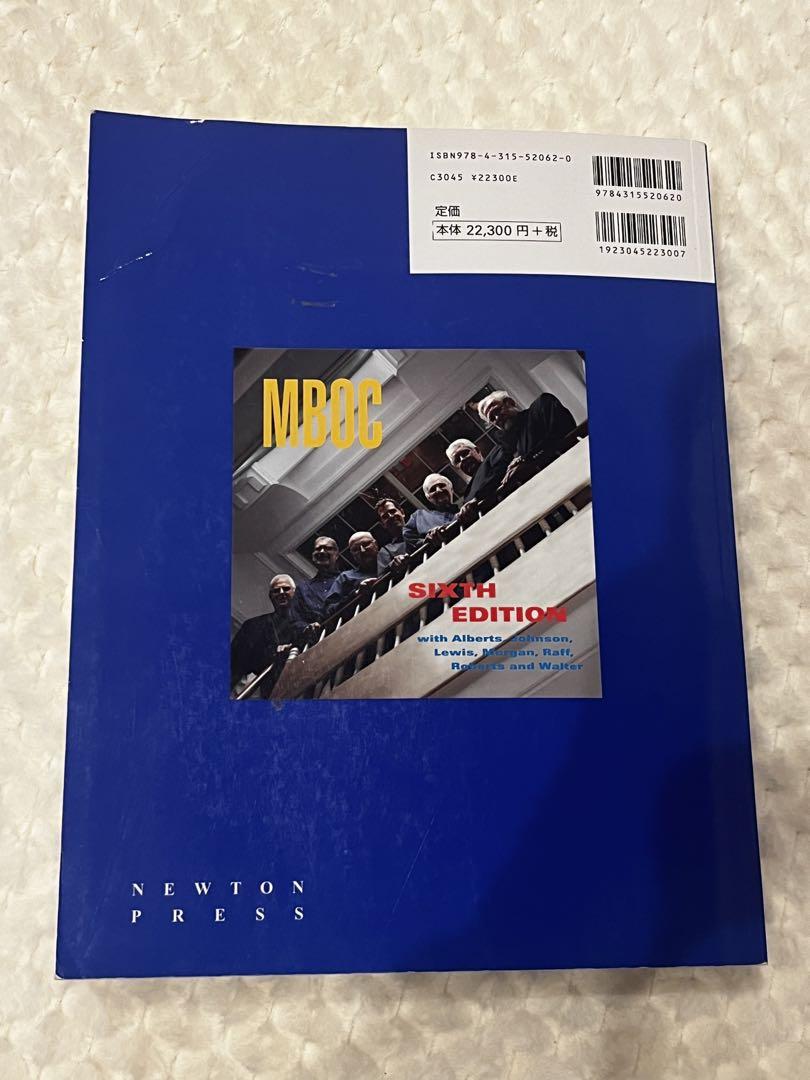 ISBN978-4-315-52062-0
C3045 ¥22300E
9784315520620
定価
本体 22,300 円+税
1923045223007
MBOC
SIXTH
EDITION
with Alberts, Johnson,
Lewis, Morgan, Raff,
Roberts and Walter
NEWTON
PRESS